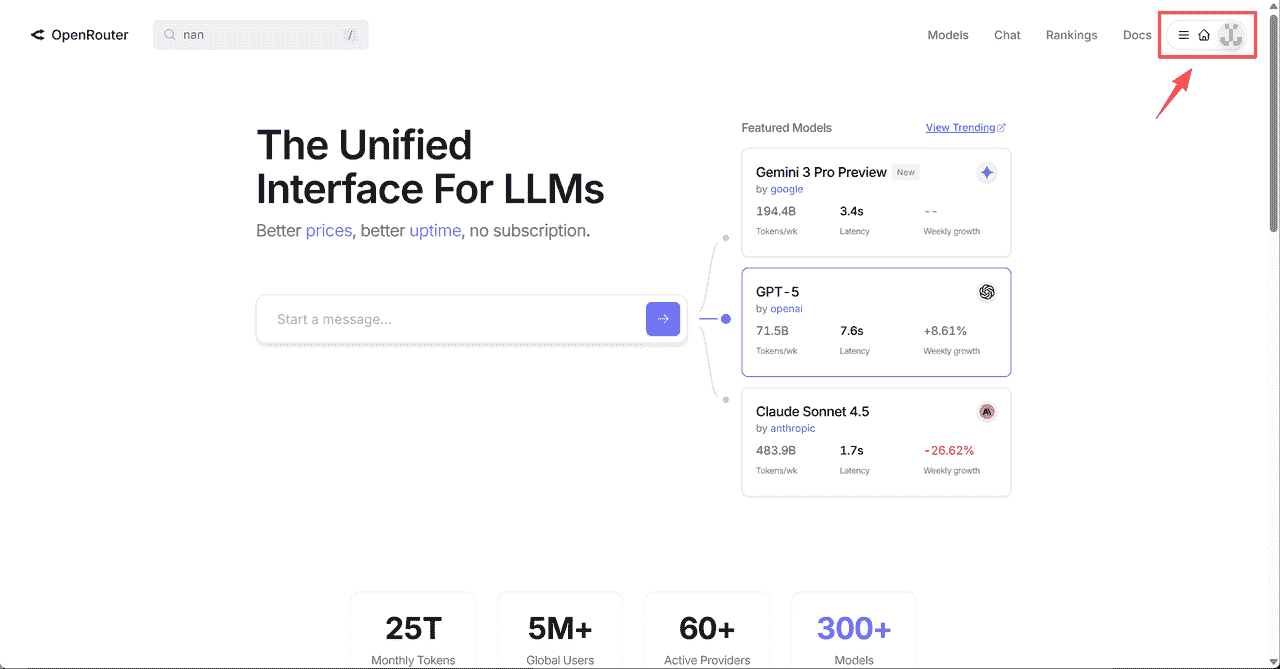 OpenRouter
nan
/
Models
Chat
Rankings
Docs
The Unified
Interface For LLMs
Better prices, better uptime, no subscription.
Start a message...
Featured Models
View Trending
Gemini 3 Pro Preview New
by google
194.4B 3.4s --
Tokens/wk Latency Weekly growth
GPT-5
by openai
71.5B 7.6s +8.61%
Tokens/wk Latency Weekly growth
Claude Sonnet 4.5
by anthropic
483.9B 1.7s -26.62%
Tokens/wk Latency Weekly growth
25T 5M+ 60+ 300+
Monthly Tokens Global Users Active Providers Models